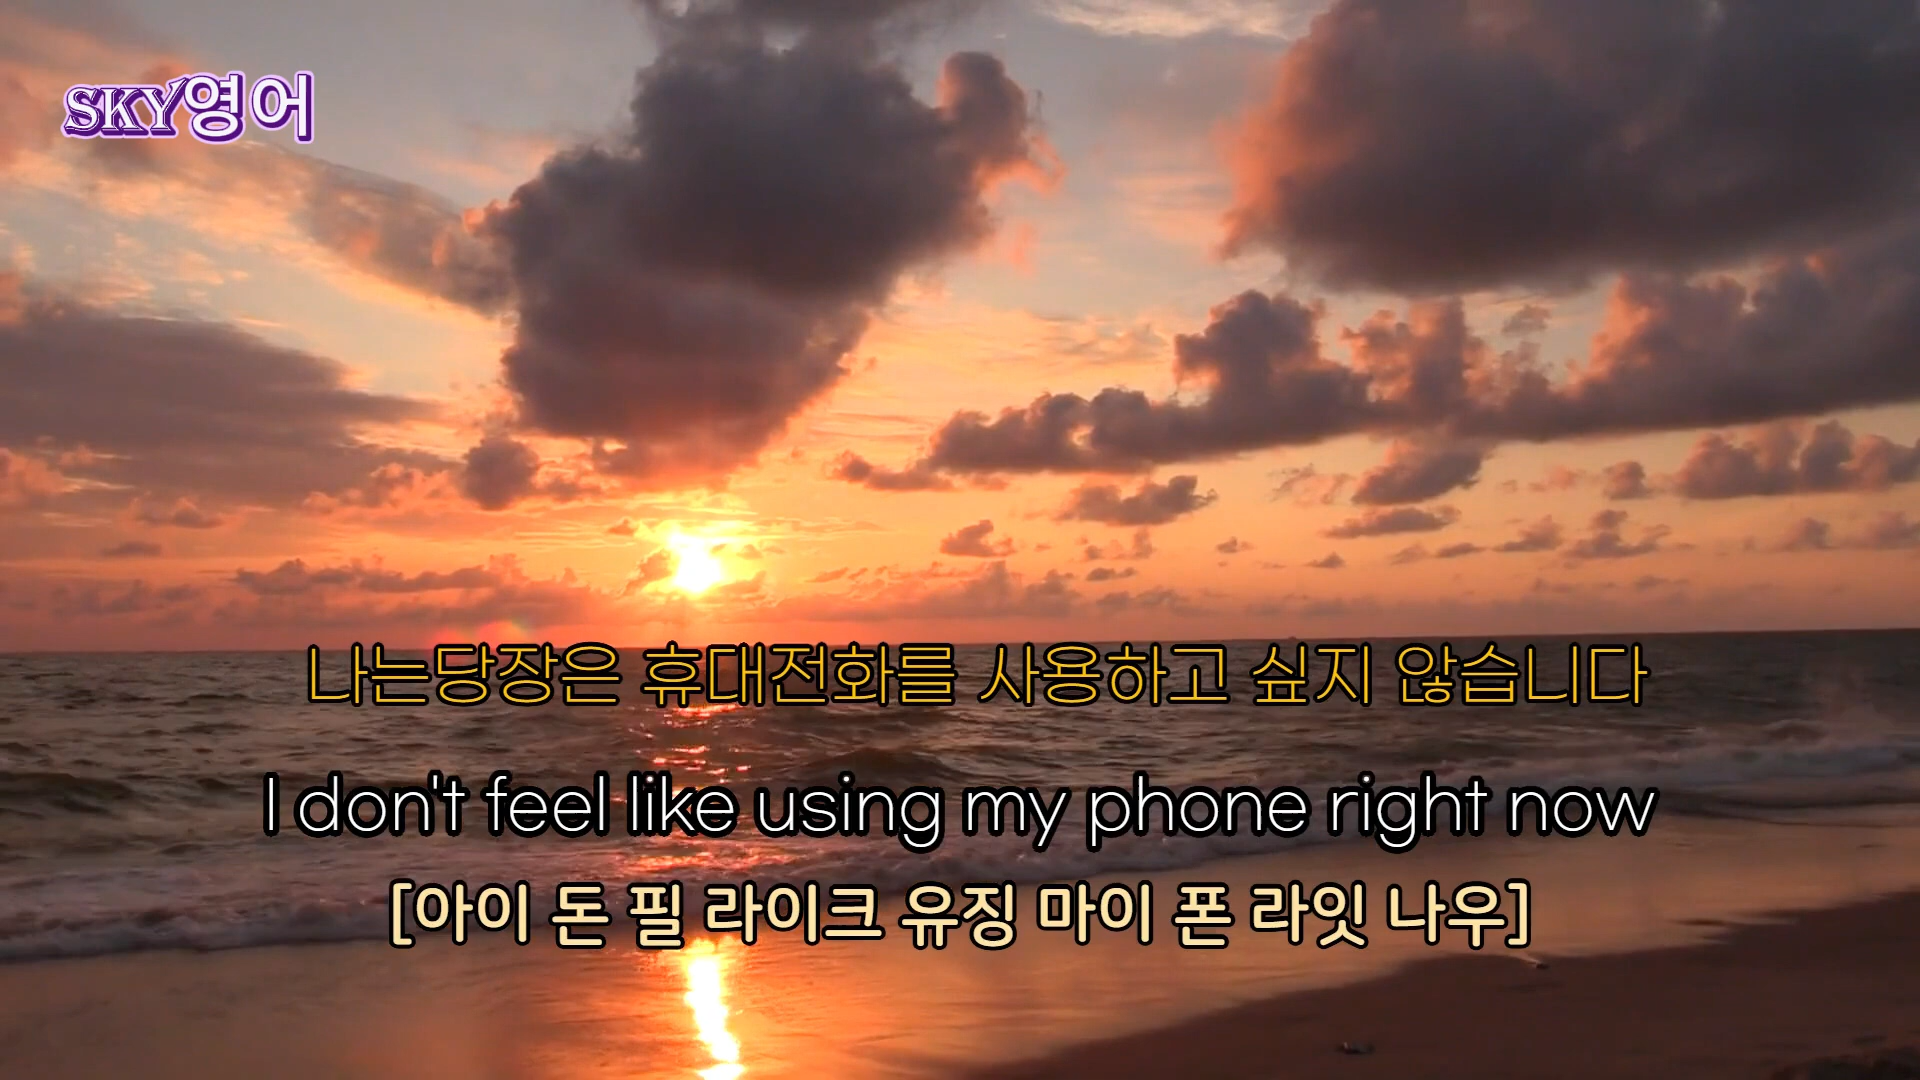 SKY영어
나는당장은 휴대전화를 사용하고 싶지 않습니다
I don't feel like using my phone right now
[아이 돈 필 라이크 유징 마이 폰 라잇 나우]